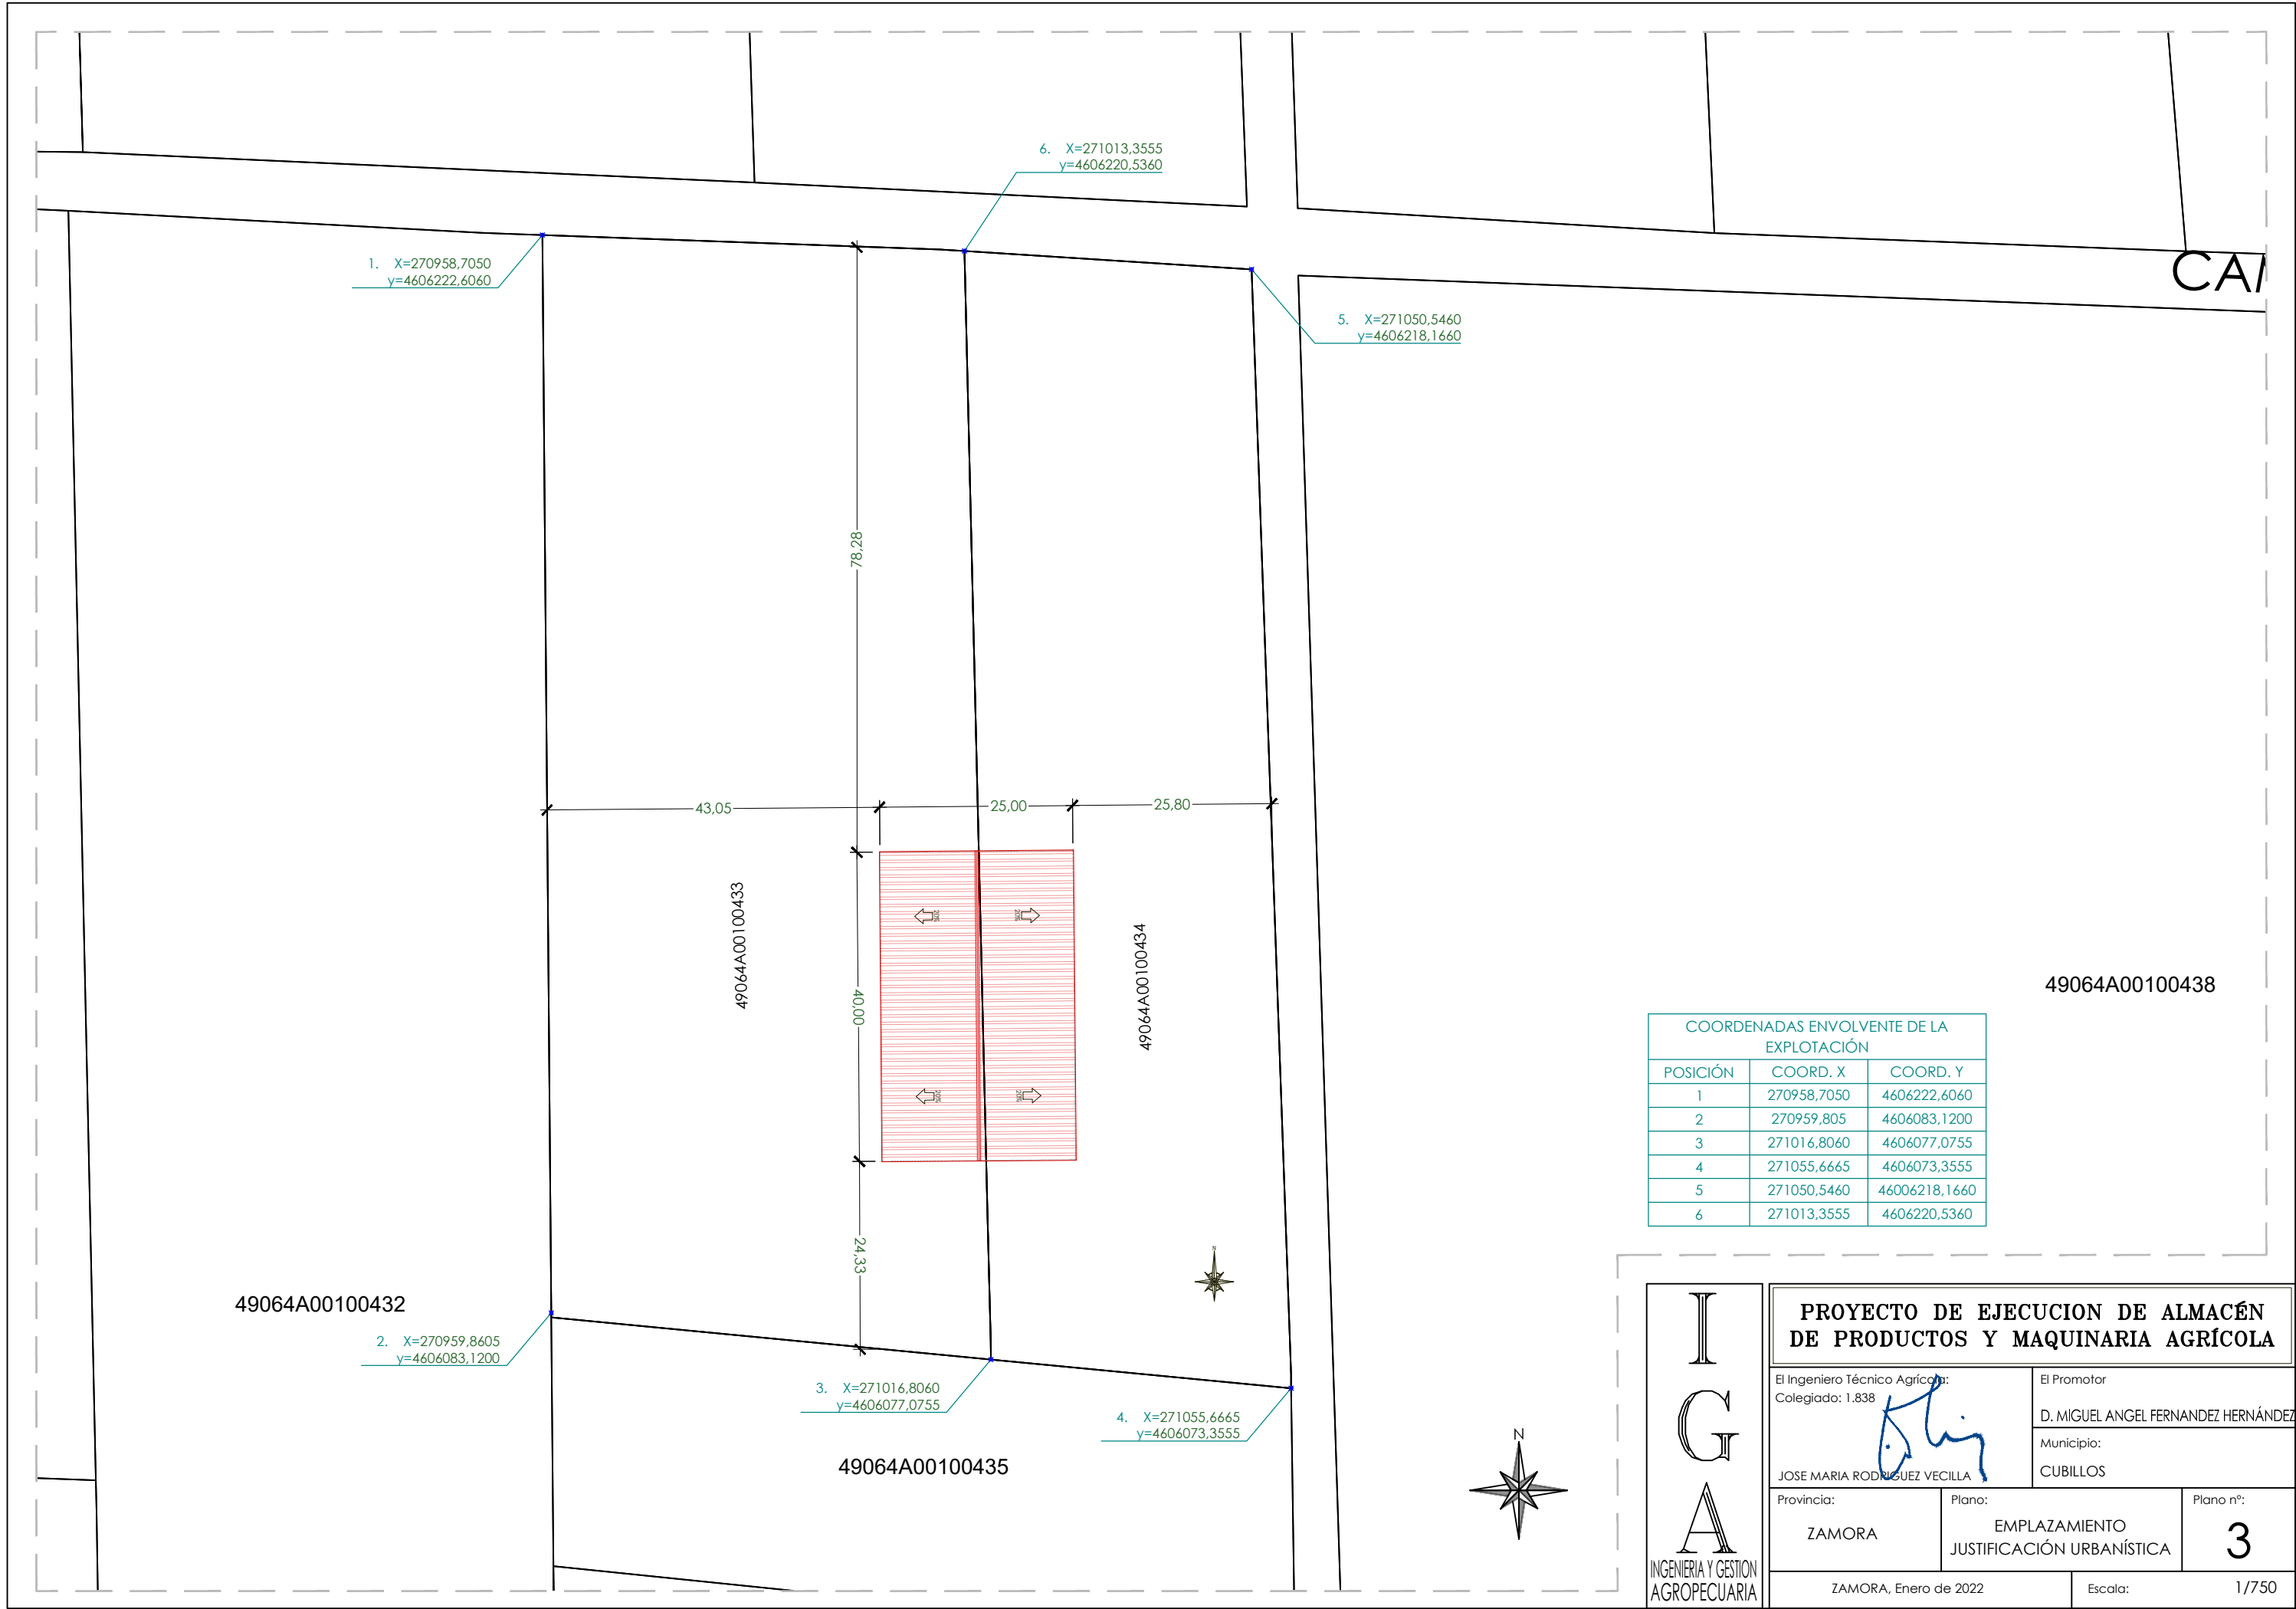 6. X=271013,3555
y=4606220,5360
1. X=270958,7050
y=4606222,6060
CA
5. X=271050,5460
y=4606218,1660
78,28
43,05
25,00
25,80
49064A00100433
20%
20%
49064A00100434
40,00
20%
20%
49064A00100438
24,33
N
49064A00100432
2. X=270959,8605
y=4606083,1200
3. X=271016,8060
y=4606077,0755
4. X=271055,6665
y=4606073,3555
49064A00100435
N
COORDENADAS ENVOLVENTE DE LA
EXPLOTACIÓN
POSICIÓN COORD. X COORD. Y
1 270958,7050 4606222,6060
2 270959,805 4606083,1200
3 271016,8060 4606077,0755
4 271055,6665 4606073,3555
5 271050,5460 46006218,1660
6 271013,3555 4606220,5360
I
G
A
INGENIERIA Y GESTION
AGROPECUARIA
PROYECTO DE EJECUCION DE ALMACÉN
DE PRODUCTOS Y MAQUINARIA AGRÍCOLA
El Ingeniero Técnico Agrícola:
Colegiado: 1.838
JOSE MARIA RODRIGUEZ VECILLA
El Promotor
D. MIGUEL ANGEL FERNANDEZ HERNÁNDEZ
Municipio:
CUBILLOS
Provincia:
ZAMORA
Plano:
EMPLAZAMIENTO
JUSTIFICACIÓN URBANÍSTICA
Plano nº:
3
ZAMORA, Enero de 2022
Escala: 1/750